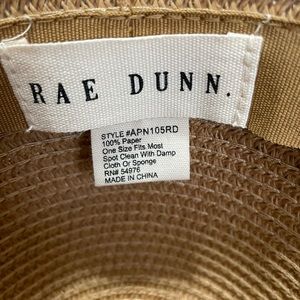 RAE DUNN.
STYLE #APN105RD
100% Paper
One Size Fits Most
Spot Clean With Damp
Cloth Or Sponge
RN# 54976
MADE IN CHINA